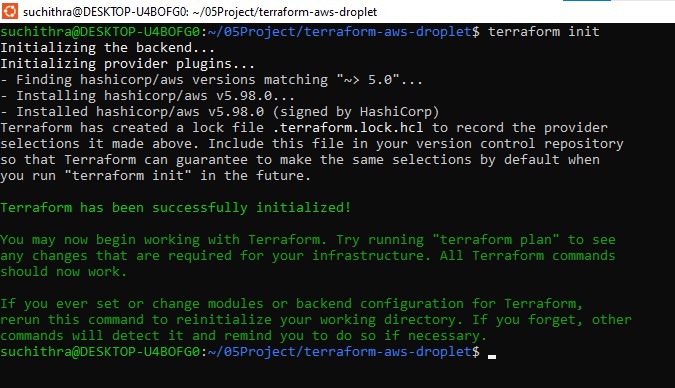 suchithra@DESKTOP-U4BOFG0: ~/05Project/terraform-aws-droplet
suchithra@DESKTOP-U4BOFG0:~/05Project/terraform-aws-droplet$ terraform init
Initializing the backend...
Initializing provider plugins...
- Finding hashicorp/aws versions matching "~> 5.0"...
- Installing hashicorp/aws v5.98.0...
- Installed hashicorp/aws v5.98.0 (signed by HashiCorp)
Terraform has created a lock file .terraform.lock.hcl to record the provider
selections it made above. Include this file in your version control repository
so that Terraform can guarantee to make the same selections by default when
you run "terraform init" in the future.
Terraform has been successfully initialized!
You may now begin working with Terraform. Try running "terraform plan" to see
any changes that are required for your infrastructure. All Terraform commands
should now work.
If you ever set or change modules or backend configuration for Terraform,
rerun this command to reinitialize your working directory. If you forget, other
commands will detect it and remind you to do so if necessary.
suchithra@DESKTOP-U4BOFG0:~/05Project/terraform-aws-droplet$